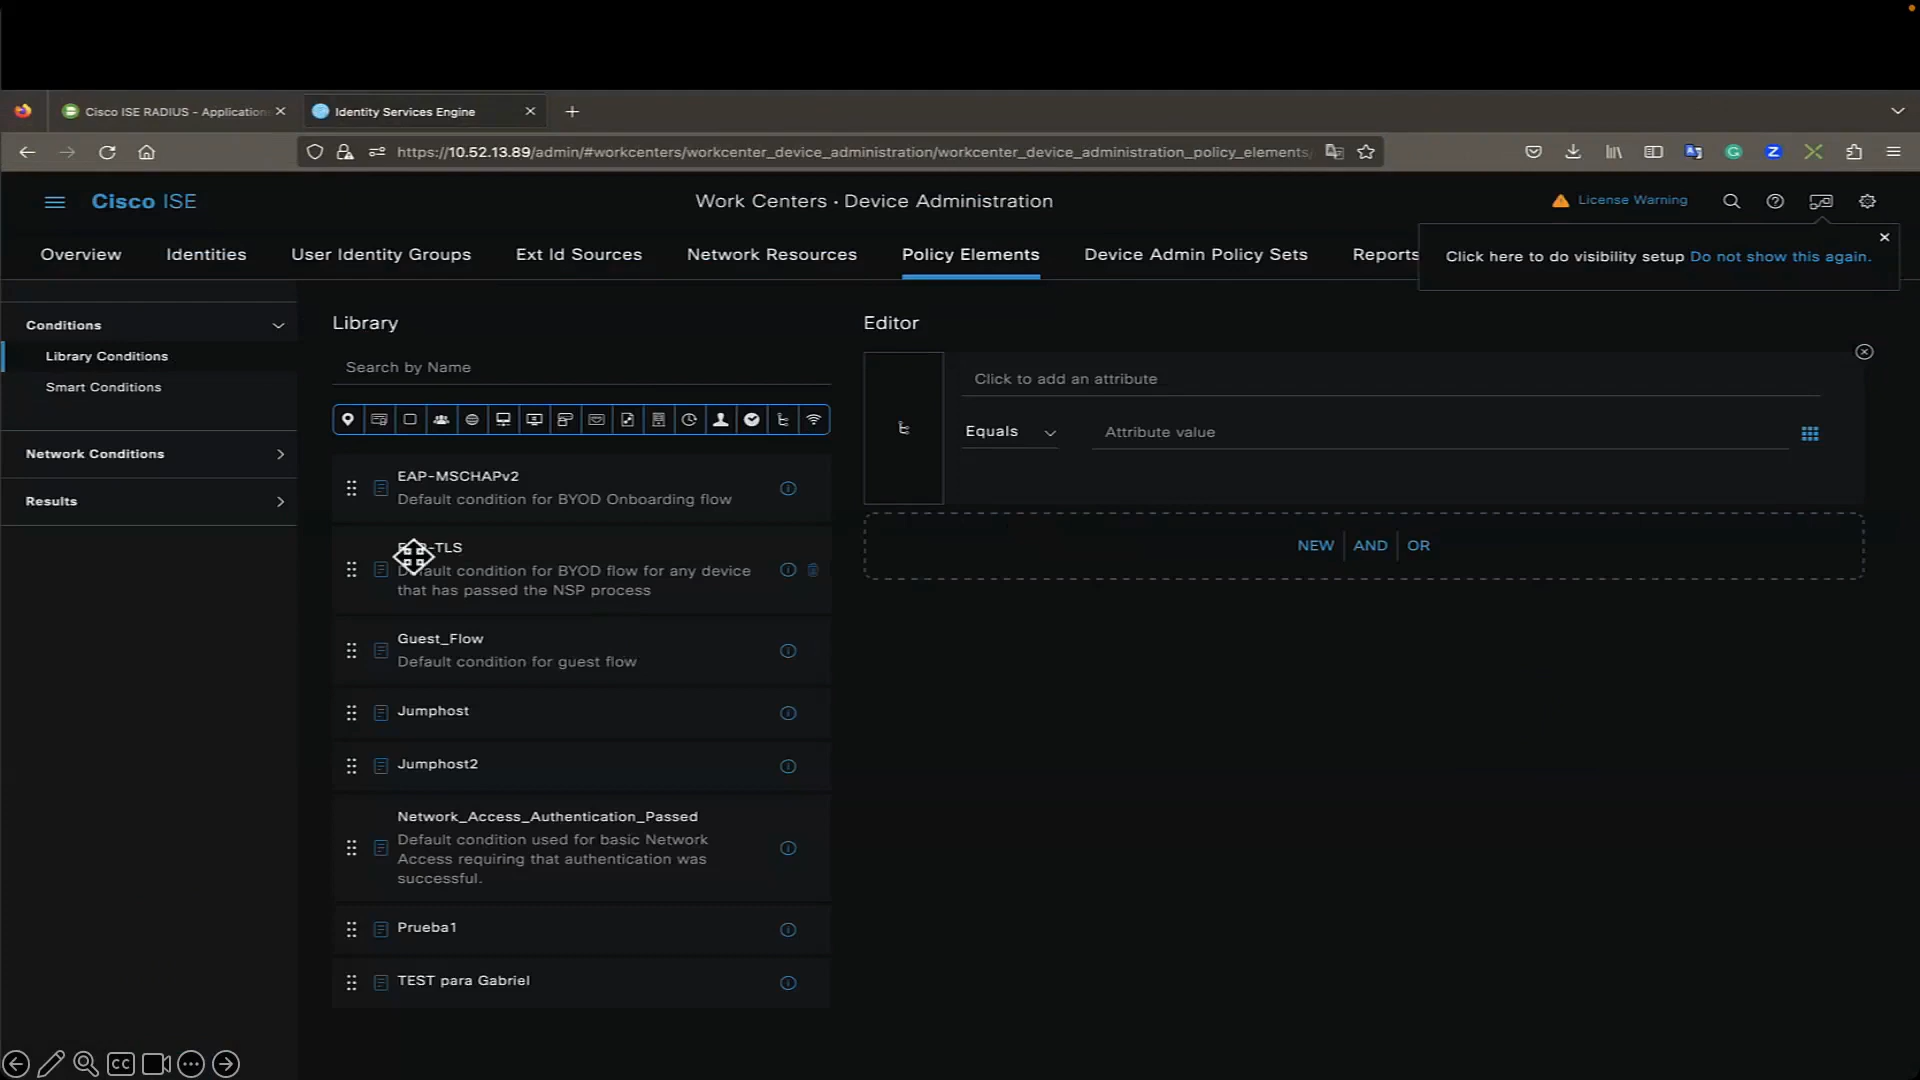 Cisco ISE RADIUS - Application
Identity Services Engine
https://10.52.13.89/admin/#workcenters/workcenter_device_administration/workcenter_device_administration_policy_elements/
Cisco ISE
Work Centers · Device Administration
License Warning
Overview
Identities
User Identity Groups
Ext Id Sources
Network Resources
Policy Elements
Device Admin Policy Sets
Reports
Click here to do visibility setup Do not show this again.
Conditions
Library Conditions
Smart Conditions
Network Conditions
Results
Library
Search by Name
EAP-MSCHAPv2
Default condition for BYOD Onboarding flow
EAP-TLS
Default condition for BYOD flow for any device
that has passed the NSP process
Guest_Flow
Default condition for guest flow
Jumphost
Jumphost2
Network_Access_Authentication_Passed
Default condition used for basic Network
Access requiring that authentication was
successful.
Prueba1
TEST para Gabriel
Editor
Click to add an attribute
Equals
Attribute value
NEW
AND
OR
CC